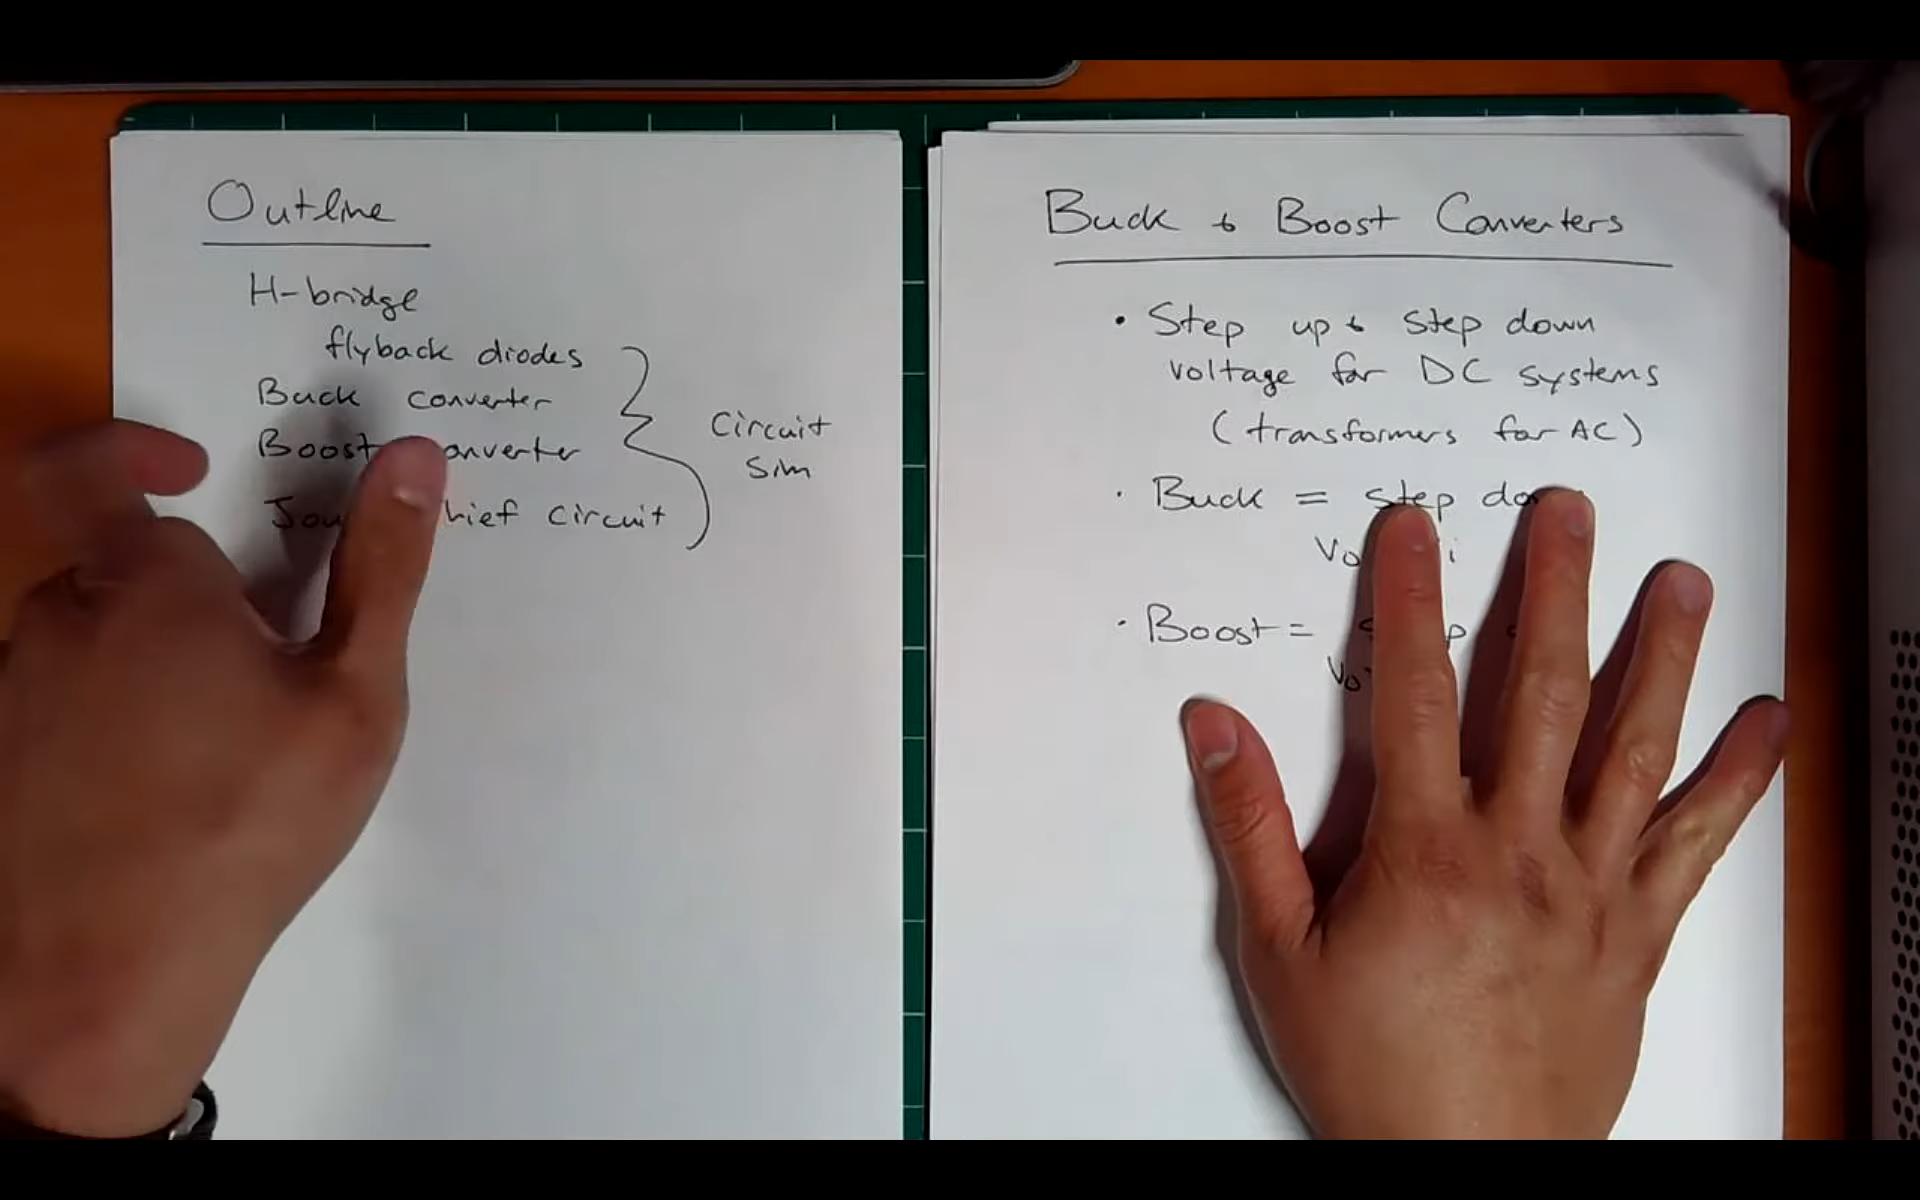 Outline
H-bridge
flyback diodes
Buck converter
Boost converter
circuit
Circuit
Sim
Buck & Boost Converters
• Step up & step down
voltage for DC systems
(transformers for AC)
• Buck = step
• Boost =